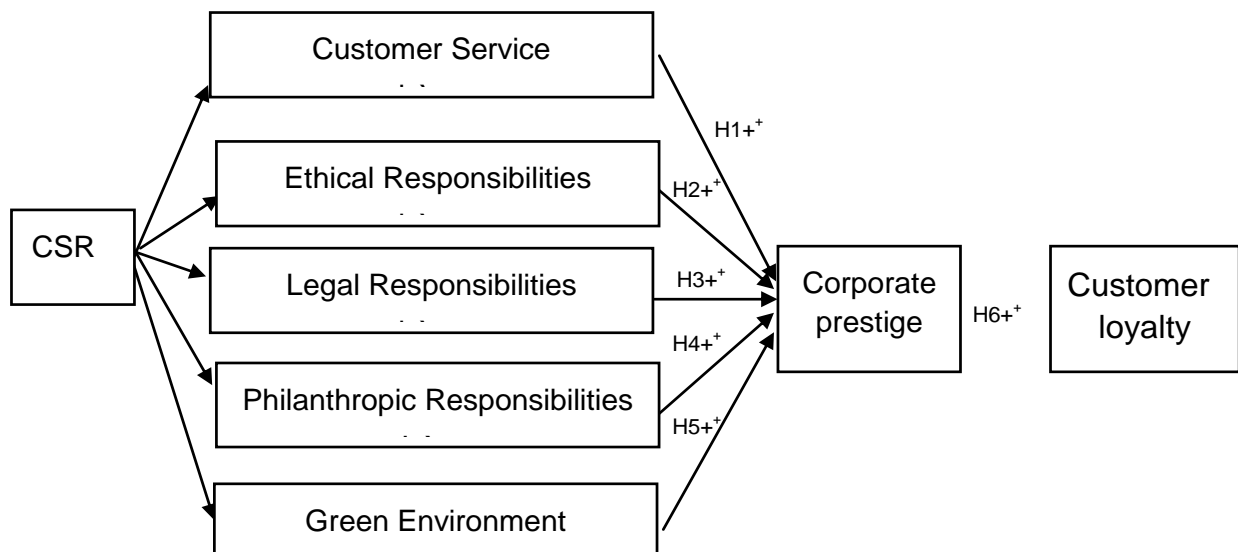 Customer Service
H1+⁺
Ethical Responsibilities
H2+⁺
CSR
Legal Responsibilities
H3+⁺
Corporate
prestige
H6+⁺
Customer
loyalty
H4+⁺
Philanthropic Responsibilities
H5+⁺
Green Environment